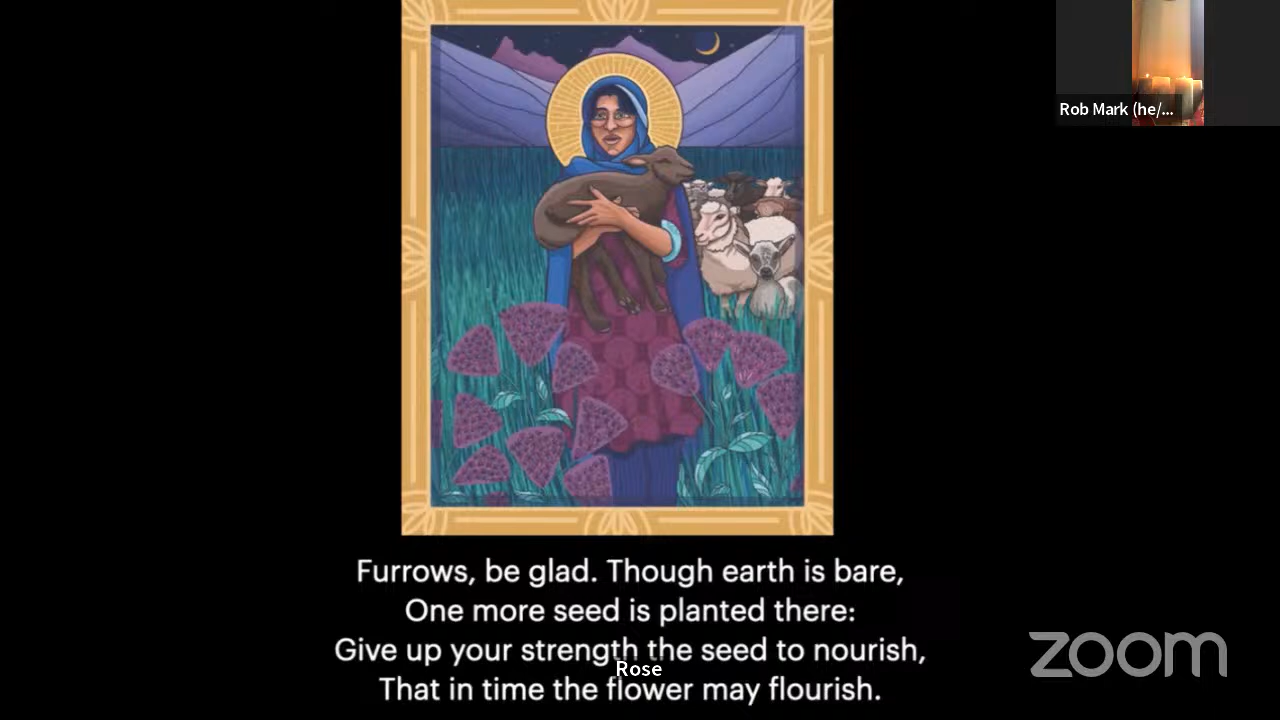 Rob Mark (he/...
Furrows, be glad. Though earth is bare,
One more seed is planted there:
Give up your strength the seed to nourish,
Rose
That in time the flower may flourish.
zoom